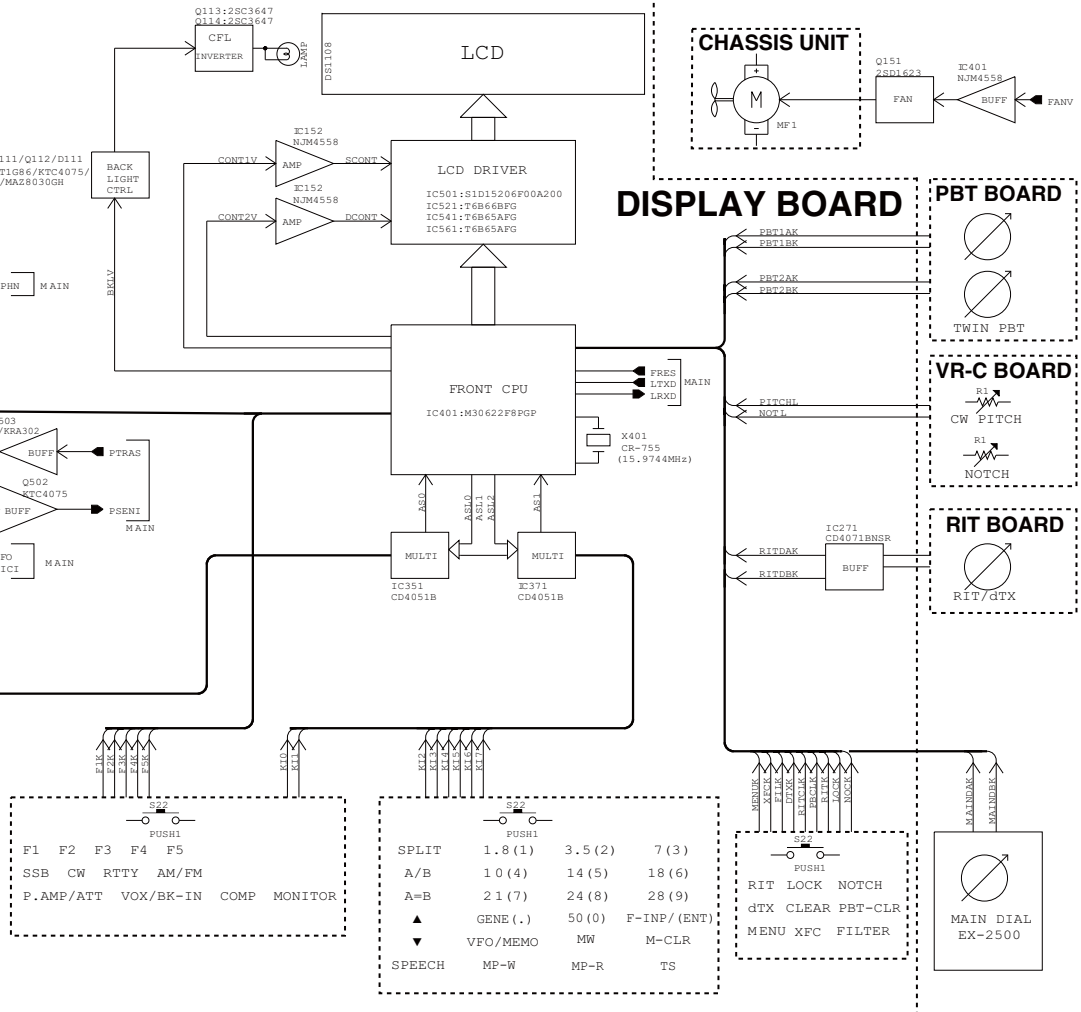 Q113:2SC3647
Q114:2SC3647
CFL
INVERTER
LAMP
DS1108
LCD
CHASSIS UNIT
+
M
-
MF1
Q151
2SD1623
FAN
IC401
NJM4558
BUFF
FANV
111/Q112/D111
T1G86/KTC4075/
/MAZ8030GH
BACK
LIGHT
CTRL
BKLV
CONT1V
IC152
NJM4558
AMP
SCONT
CONT2V
IC152
NJM4558
AMP
DCONT
LCD DRIVER
IC501:S1D15206F00A200
IC521:T6B66BFG
IC541:T6B65AFG
IC561:T6B65AFG
DISPLAY BOARD
PBT BOARD
PBT1AK
PBT1BK
PBT2AK
PBT2BK
TWIN PBT
PHN
MAIN
FRONT CPU
IC401:M30622F8PGP
FRES
LTXD
LRXD
MAIN
X401
CR-755
(15.9744MHz)
VR-C BOARD
R1
CW PITCH
R1
NOTCH
PITCHL
NOTL
503
/KRA302
BUFF
PTRAS
Q502
KTC4075
BUFF
PSENI
MAIN
FO
ICI
MAIN
AS0
ASL0
ASL1
ASL2
AS1
MULTI
IC351
CD4051B
MULTI
IC371
CD4051B
RIT BOARD
RIT/dTX
IC271
CD4071BNSR
BUFF
RITDAK
RITDBK
F1K
F2K
F3K
F4K
F5K
KI0
KI1
KI2
KI3
KI4
KI5
KI6
KI7
MENUK
XFCK
FILK
DTXK
RITCLK
PBCLK
RITK
LOCK
NOCK
MAINDAK
MAINDBK
S22
PUSH1
F1 F2 F3 F4 F5
SSB CW RTTY AM/FM
P.AMP/ATT VOX/BK-IN COMP MONITOR
S22
PUSH1
SPLIT 1.8(1) 3.5(2) 7(3)
A/B 10(4) 14(5) 18(6)
A=B 21(7) 24(8) 28(9)
▲ GENE(.) 50(0) F-INP/(ENT)
▼ VFO/MEMO MW M-CLR
SPEECH MP-W MP-R TS
S22
PUSH1
RIT LOCK NOTCH
dTX CLEAR PBT-CLR
MENU XFC FILTER
MAIN DIAL
EX-2500